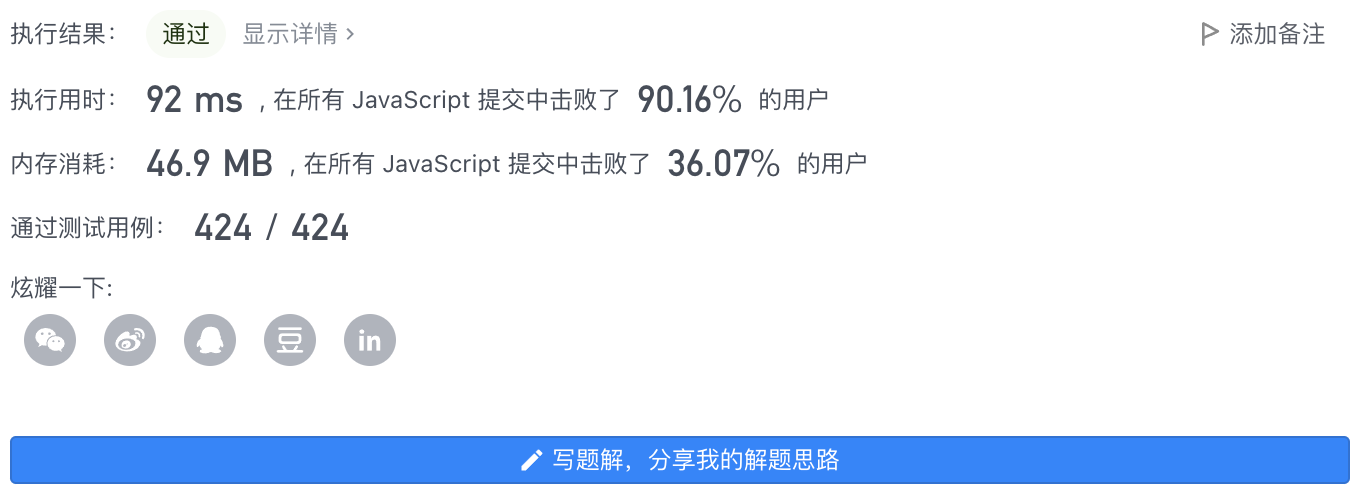 执行结果： 通过 显示详情 › 添加备注
执行用时： 92 ms , 在所有 JavaScript 提交中击败了 90.16% 的用户
内存消耗： 46.9 MB , 在所有 JavaScript 提交中击败了 36.07% 的用户
通过测试用例： 424 / 424
炫耀一下:
豆 in
写题解，分享我的解题思路